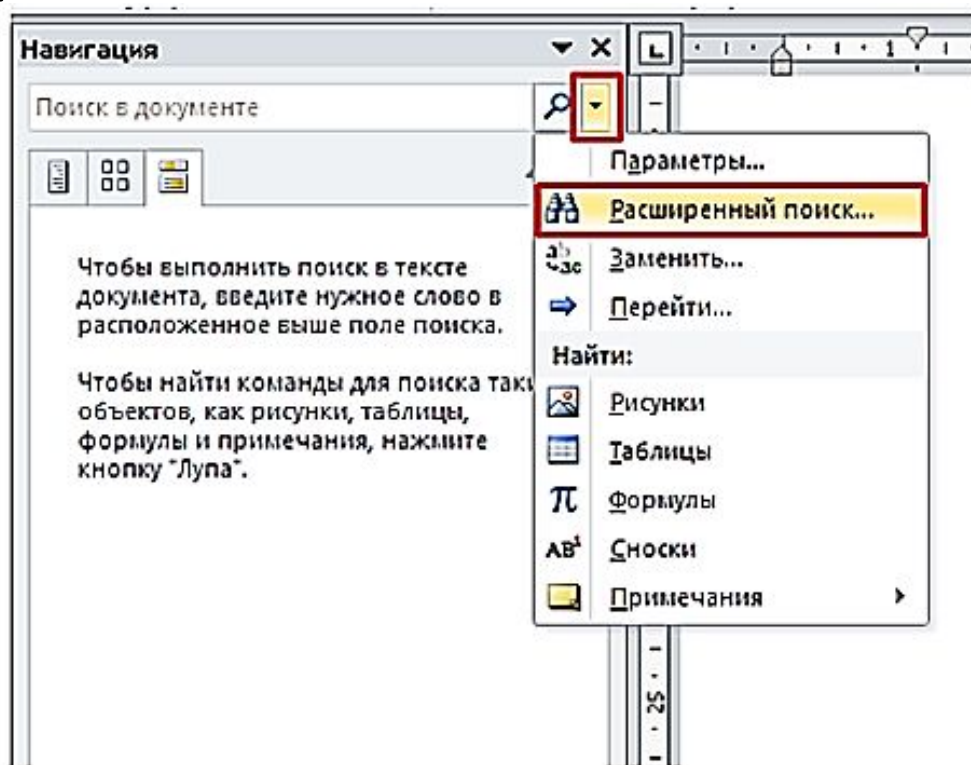 Навигация
Поиск в документе
Параметры...
Расширенный поиск...
Заменить...
Перейти...
Найти:
Рисунки
Таблицы
Формулы
Сноски
Примечания
Чтобы выполнить поиск в тексте
документа, введите нужное слово в
расположенное выше поле поиска.
Чтобы найти команды для поиска
объектов, как рисунки, таблицы,
формулы и примечания, нажмите
кнопку "Лупа".
1
25